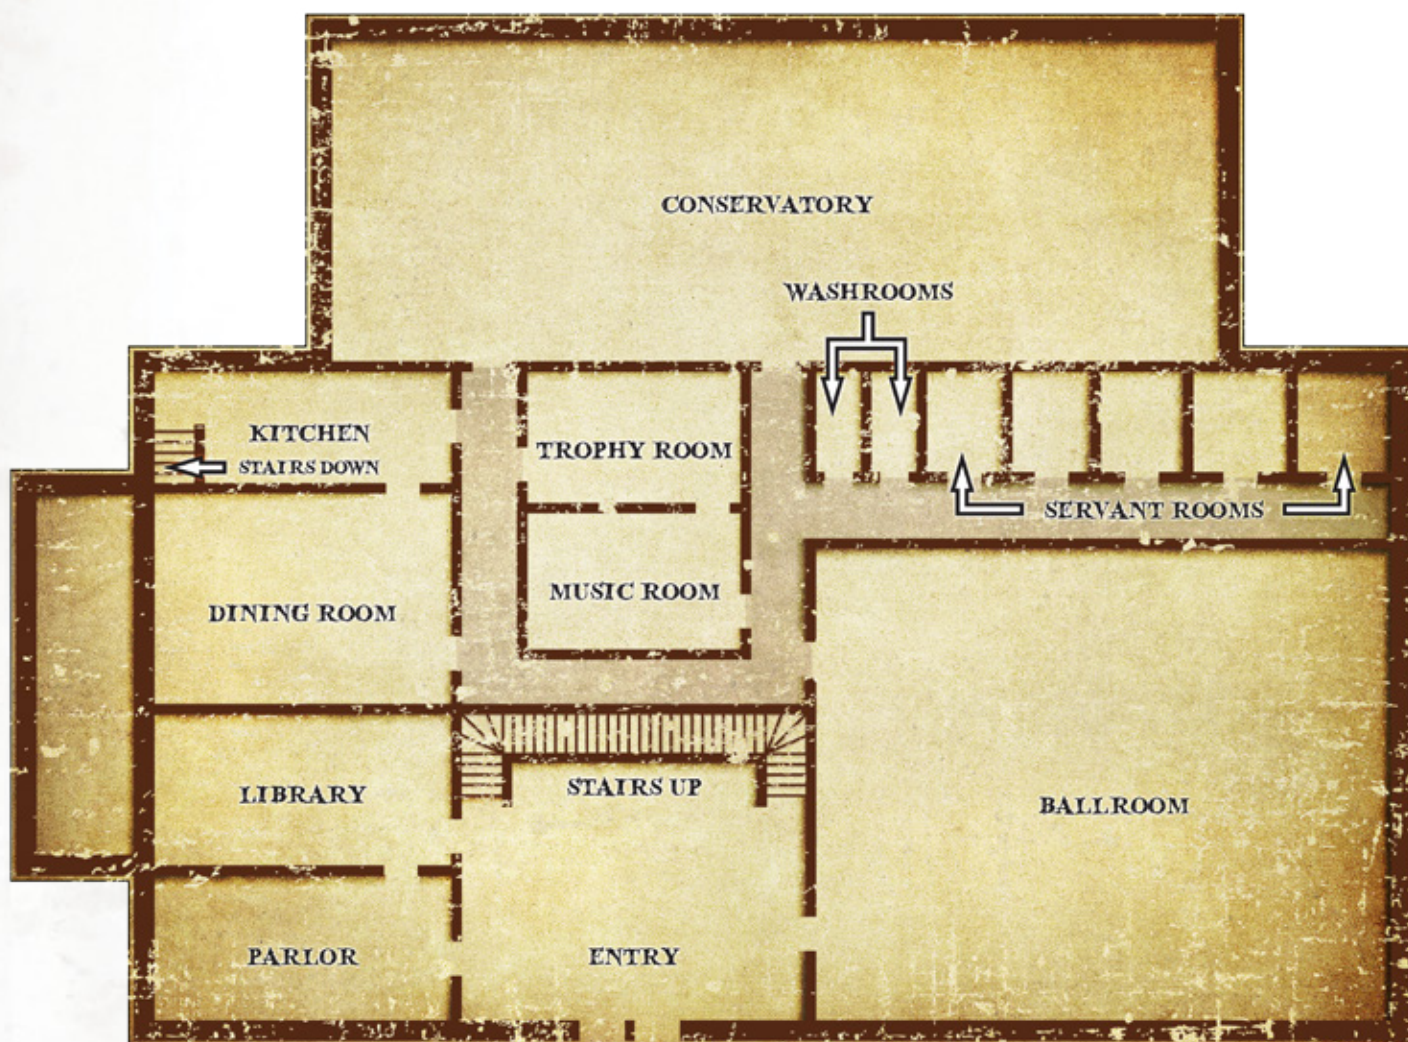 CONSERVATORY
WASHROOMS
KITCHEN
STAIRS DOWN
TROPHY ROOM
SERVANT ROOMS
MUSIC ROOM
DINING ROOM
STAIRS UP
LIBRARY
BALLROOM
PARLOR
ENTRY